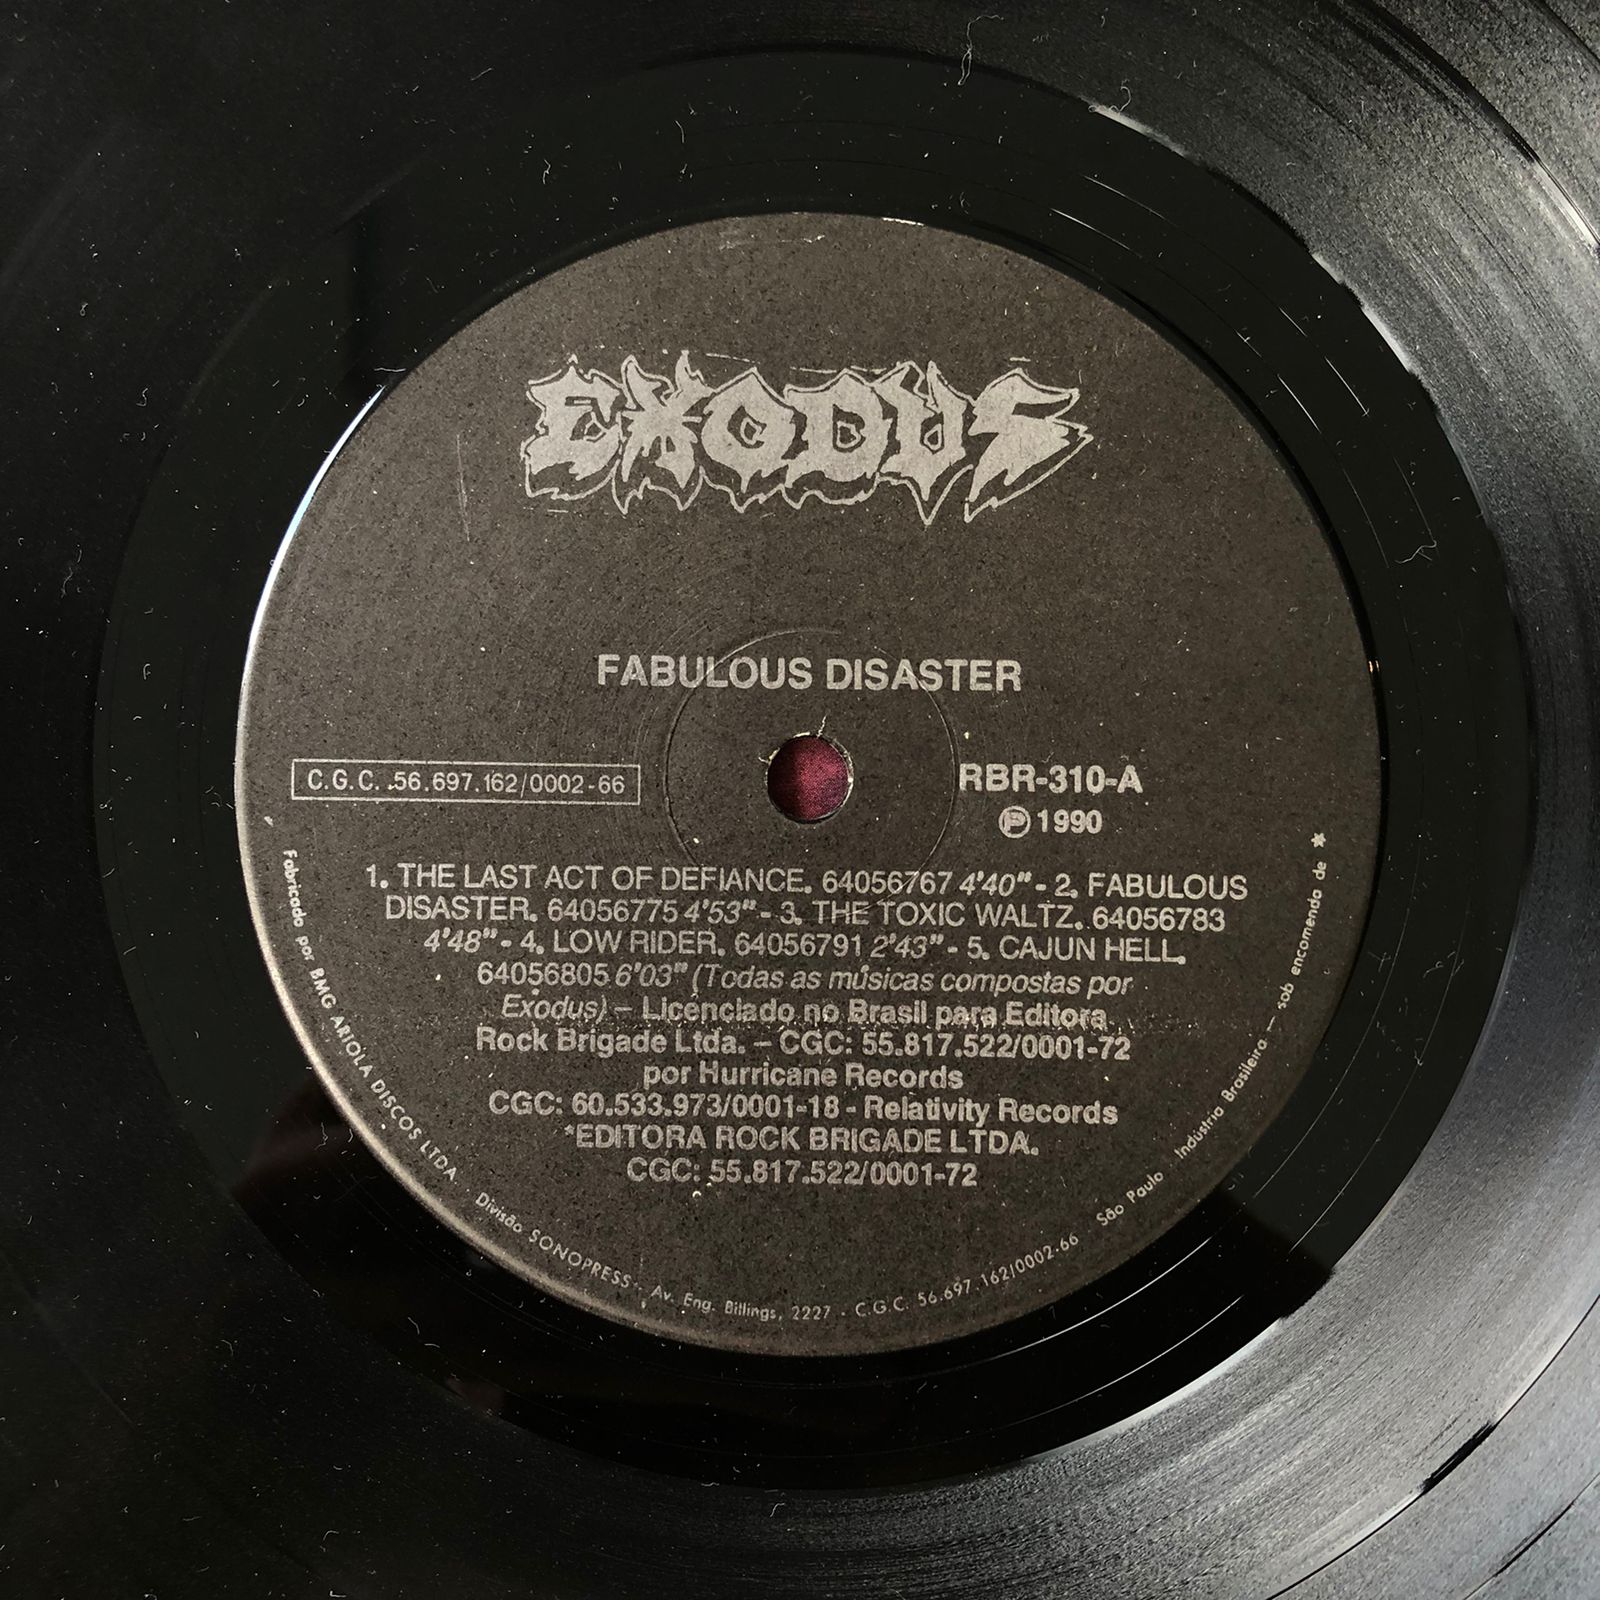 EXODUS
FABULOUS DISASTER
C.G.C. 56.697.162/0002-66
RBR-310-A
Ⓟ 1990
1. THE LAST ACT OF DEFIANCE. 64056767 4'40" - 2. FABULOUS
DISASTER. 64056775 4'53" - 3. THE TOXIC WALTZ. 64056783
4'48" - 4. LOW RIDER. 64056791 2'43" - 5. CAJUN HELL.
64056805 6'03" (Todas as músicas compostas por
Exodus) – Licenciado no Brasil para Editora
Rock Brigade Ltda. – CGC: 55.817.522/0001-72
por Hurricane Records
CGC: 60.533.973/0001-18 - Relativity Records
*EDITORA ROCK BRIGADE LTDA.
CGC: 55.817.522/0001-72
Fabricado por BMG ARIOLA DISCOS LTDA. Divisão SONOPRESS - Av. Eng. Billings, 2227 - C.G.C. 56.697.162/0002-66 São Paulo Indústria Brasileira — sob encomenda de *